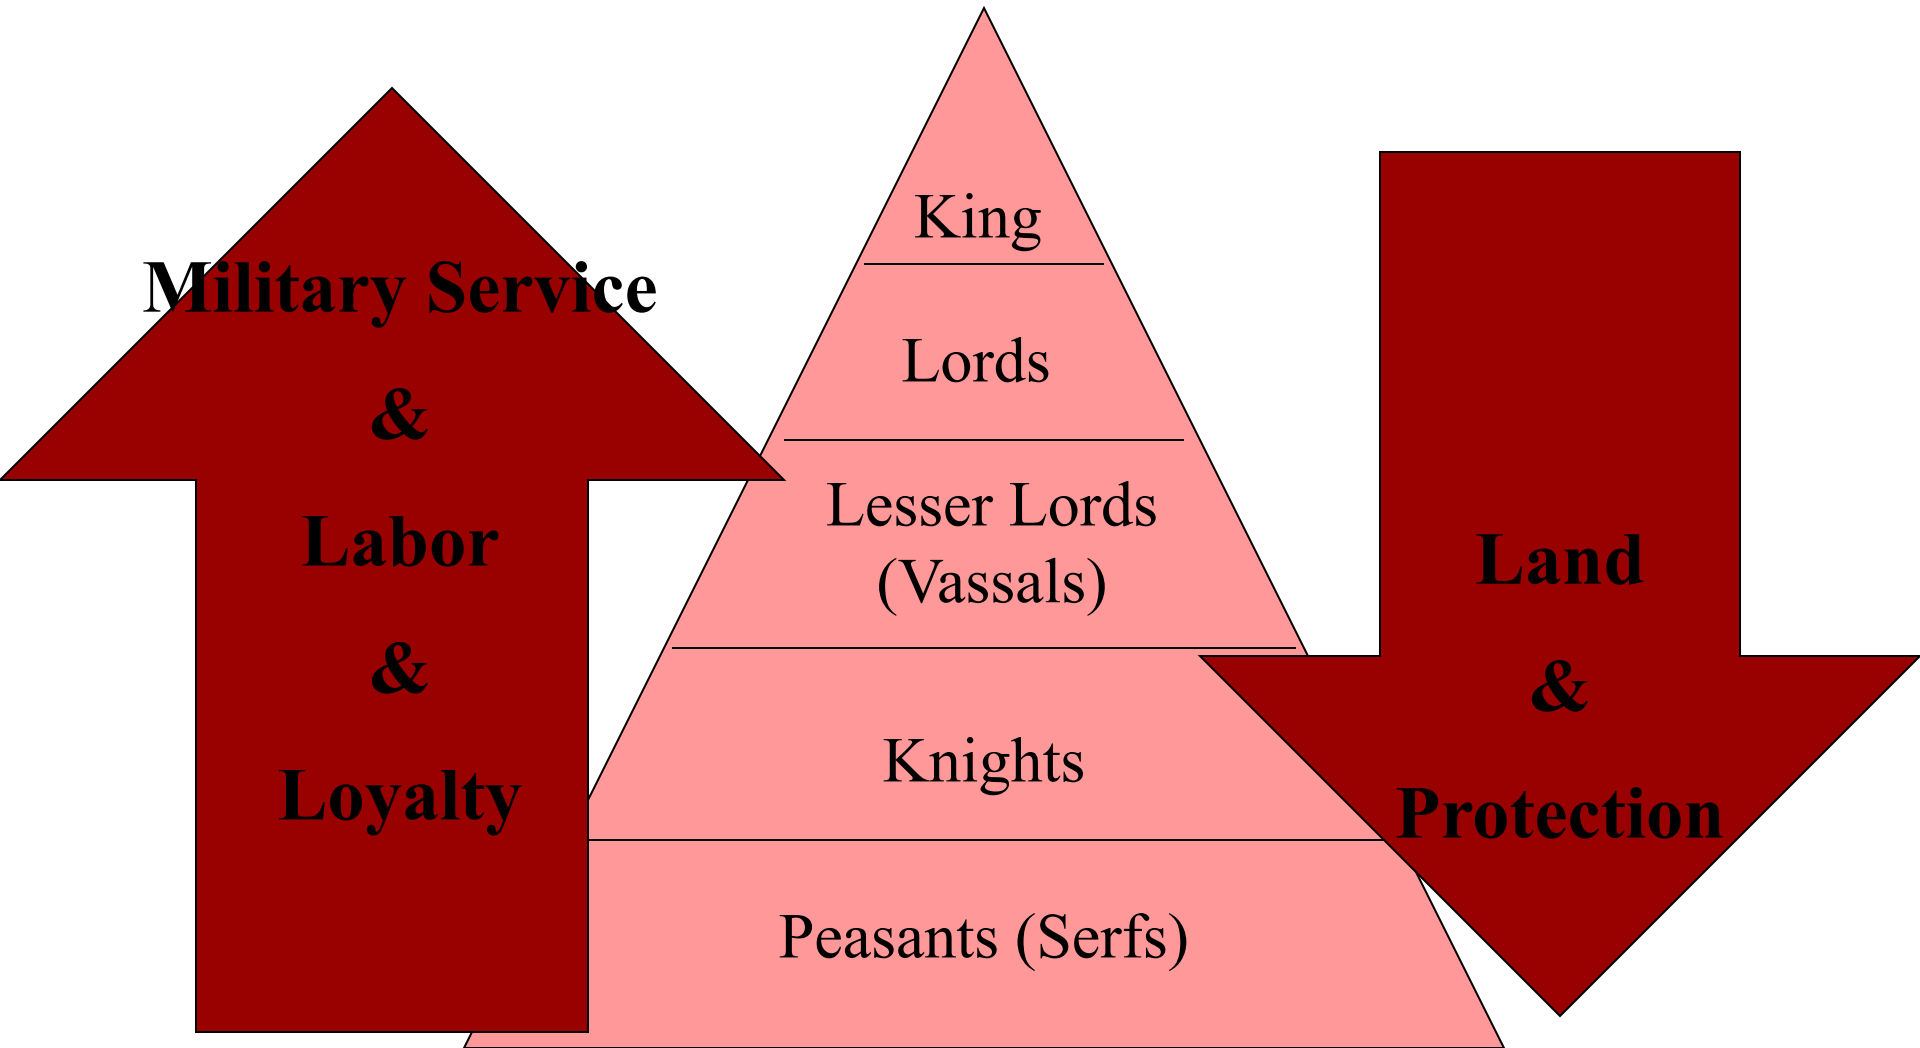 Military Service
&
Labor
&
Loyalty
King
Lords
Lesser Lords
(Vassals)
Knights
Peasants (Serfs)
Land
&
Protection